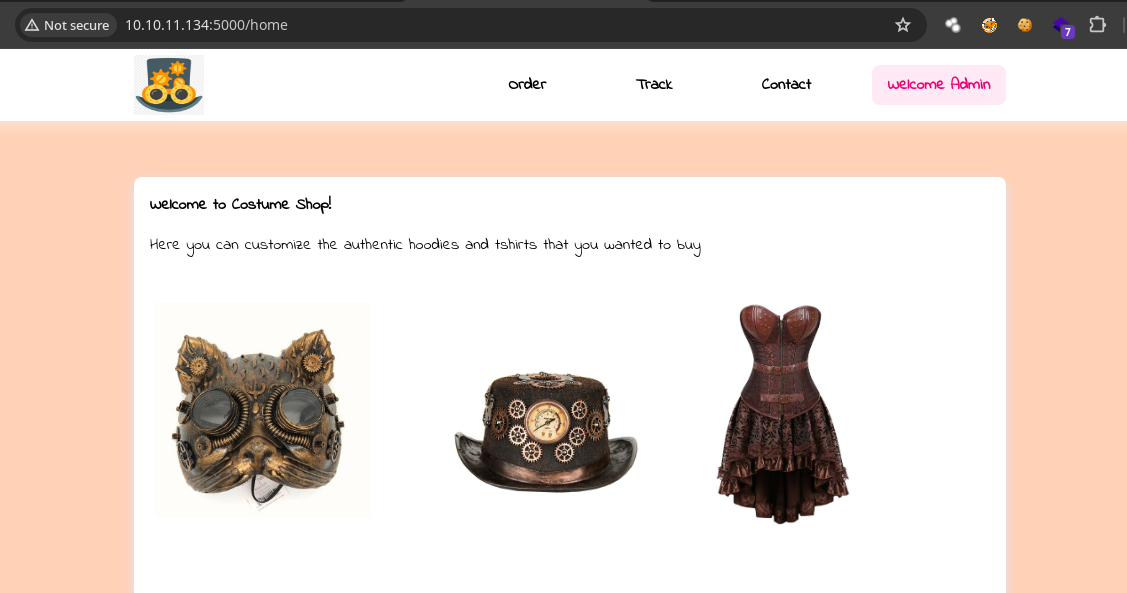 Not secure 10.10.11.134:5000/home
7
Order Track Contact Welcome Admin
Welcome to Costume Shop!
Here you can customize the authentic hoodies and tshirts that you wanted to buy